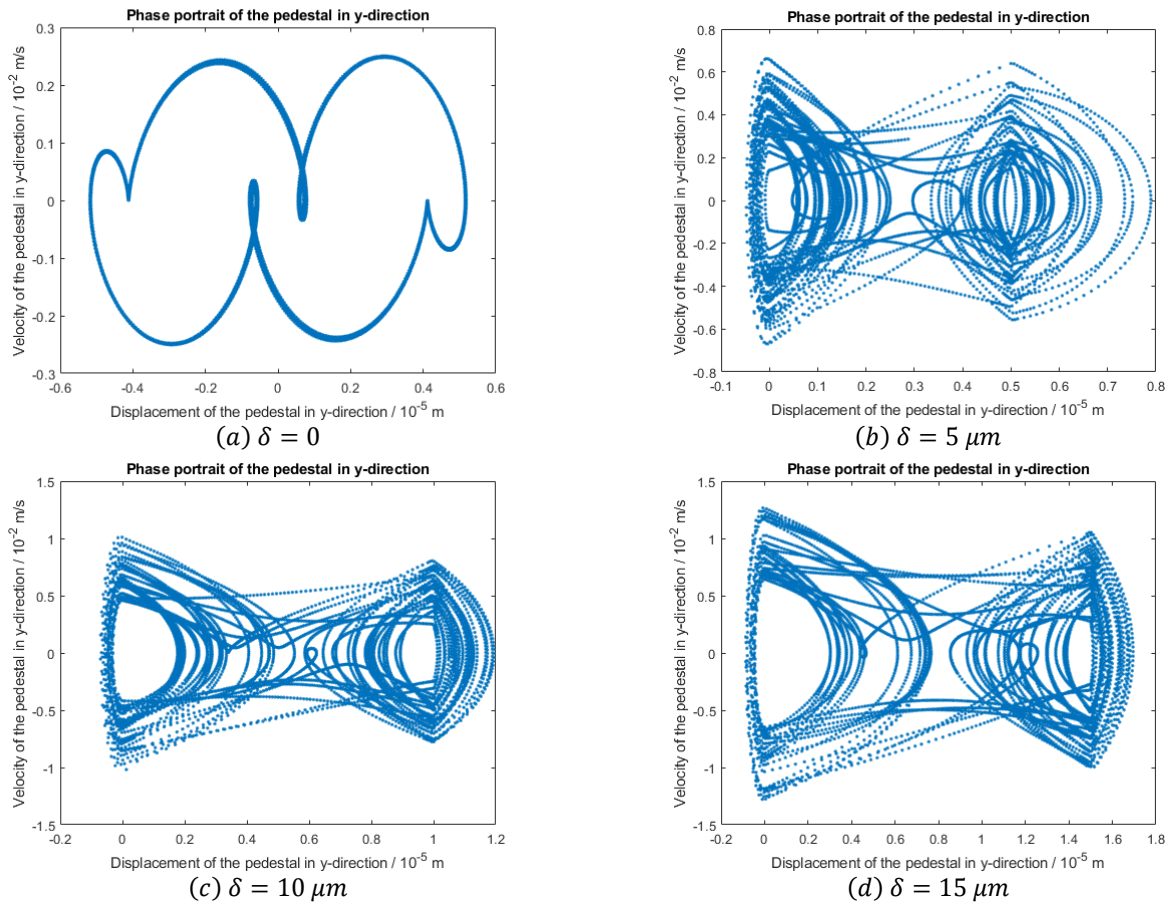 Phase portrait of the pedestal in y-direction
Velocity of the pedestal in y-direction / 10^-2 m/s
0.3
0.2
0.1
0
-0.1
-0.2
-0.3
-0.6 -0.4 -0.2 0 0.2 0.4 0.6
Displacement of the pedestal in y-direction / 10^-5 m
(a) δ = 0
Phase portrait of the pedestal in y-direction
Velocity of the pedestal in y-direction / 10^-2 m/s
0.8
0.6
0.4
0.2
0
-0.2
-0.4
-0.6
-0.8
-0.1 0 0.1 0.2 0.3 0.4 0.5 0.6 0.7 0.8
Displacement of the pedestal in y-direction / 10^-5 m
(b) δ = 5 μm
Phase portrait of the pedestal in y-direction
Velocity of the pedestal in y-direction / 10^-2 m/s
1.5
1
0.5
0
-0.5
-1
-1.5
-0.2 0 0.2 0.4 0.6 0.8 1 1.2
Displacement of the pedestal in y-direction / 10^-5 m
(c) δ = 10 μm
Phase portrait of the pedestal in y-direction
Velocity of the pedestal in y-direction / 10^-2 m/s
1.5
1
0.5
0
-0.5
-1
-1.5
-0.2 0 0.2 0.4 0.6 0.8 1 1.2 1.4 1.6 1.8
Displacement of the pedestal in y-direction / 10^-5 m
(d) δ = 15 μm